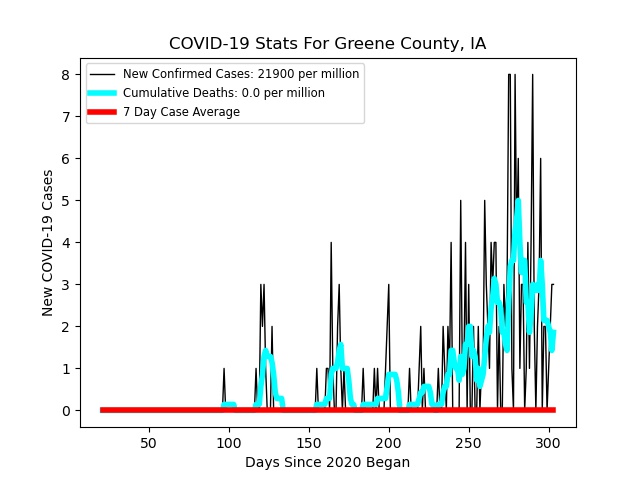 COVID-19 Stats For Greene County, IA
New Confirmed Cases: 21900 per million
Cumulative Deaths: 0.0 per million
7 Day Case Average
8
7
6
5
4
3
2
1
0
New COVID-19 Cases
50 100 150 200 250 300
Days Since 2020 Began